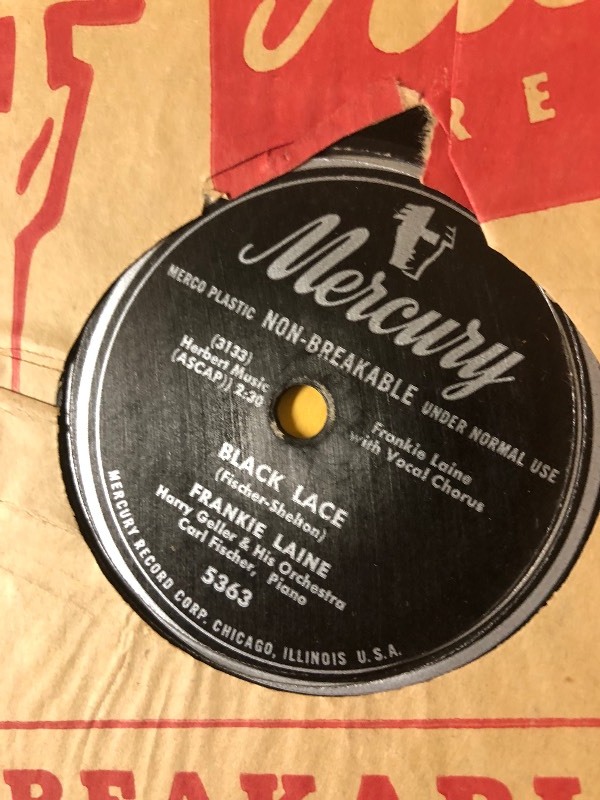 RE
Mercury
MERCO PLASTIC NON-BREAKABLE UNDER NORMAL USE
(3133)
Herbert Music
(ASCAP)) 2:30
Frankie Laine
with Vocal Chorus
BLACK LACE
(Fischer-Shelton)
FRANKIE LAINE
Harry Geller & His Orchestra
Carl Fischer, Piano
5363
MERCURY RECORD CORP. CHICAGO, ILLINOIS U.S.A.